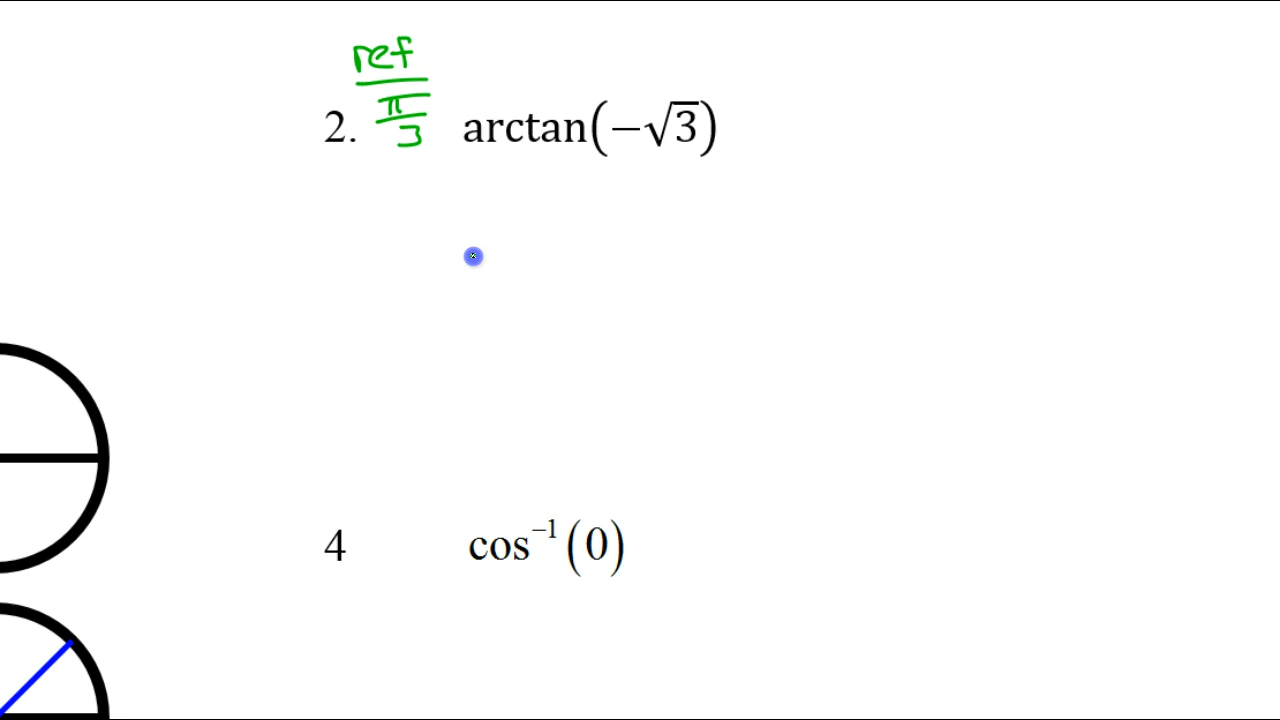 ref
π/3
2. arctan(−√3)
4 cos⁻¹(0)